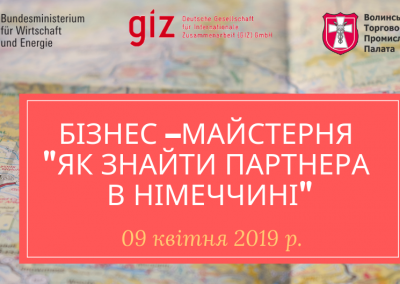 Bundesministerium
für Wirtschaft
und Energie
giz
Deutsche Gesellschaft
für Internationale
Zusammenarbeit (GIZ) GmbH
Волинсь
Торгово
Промисл
Палата
БІЗНЕС –МАЙСТЕРНЯ
"ЯК ЗНАЙТИ ПАРТНЕРА
В НІМЕЧЧИНІ"
09 квітня 2019 р.